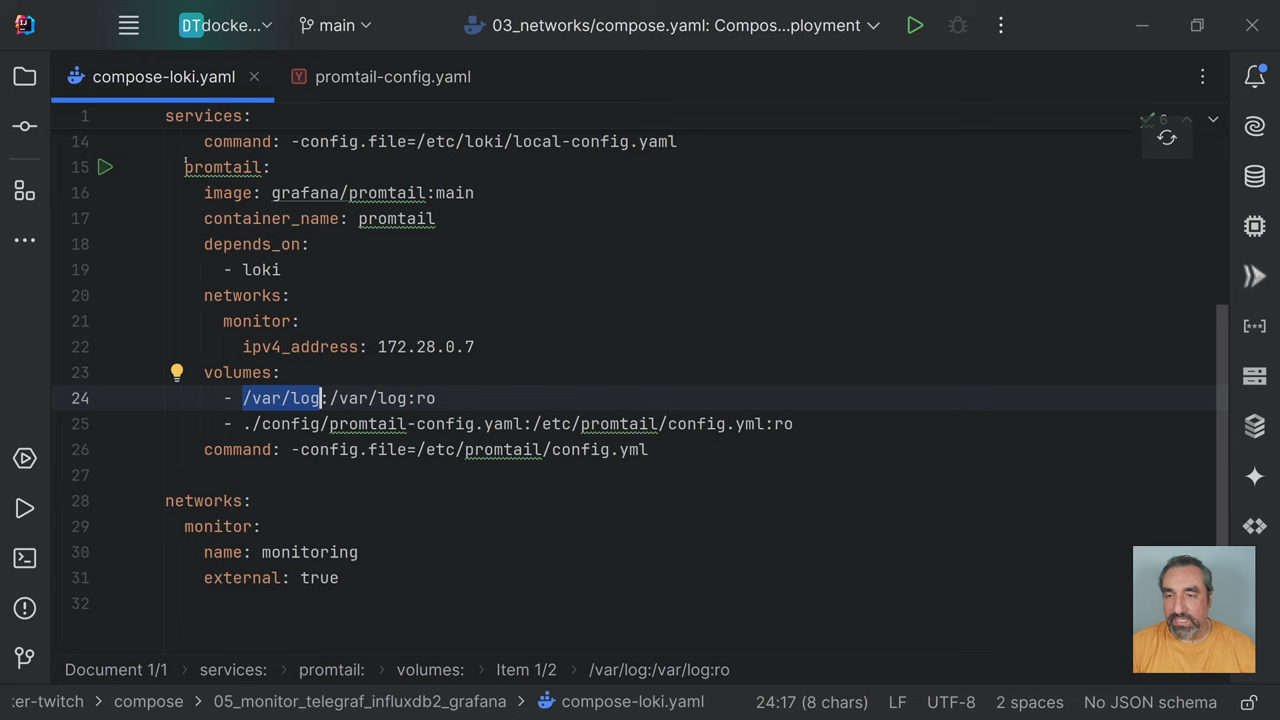 DT docke... main 03_networks/compose.yaml: Compos...ployment
compose-loki.yaml promtail-config.yaml
1 services:
6
14 command: -config.file=/etc/loki/local-config.yaml
15 promtail:
16 image: grafana/promtail:main
17 container_name: promtail
18 depends_on:
19 - loki
20 networks:
21 monitor:
22 ipv4_address: 172.28.0.7
23 volumes:
24 - /var/log:/var/log:ro
25 - ./config/promtail-config.yaml:/etc/promtail/config.yml:ro
26 command: -config.file=/etc/promtail/config.yml
27
28 networks:
29 monitor:
30 name: monitoring
31 external: true
32
Document 1/1 services: promtail: volumes: Item 1/2 /var/log:/var/log:ro
ker-twitch compose 05_monitor_telegraf_influxdb2_grafana compose-loki.yaml 24:17 (8 chars) LF UTF-8 2 spaces No JSON schema